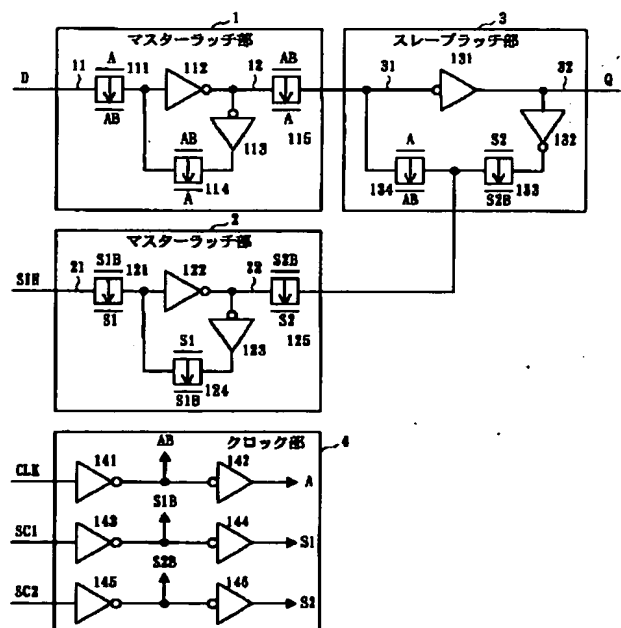 1
マスターラッチ部
D
11
A
AB
111
112
12
AB
A
115
113
AB
A
114
3
スレーブラッチ部
31
131
32
Q
132
A
AB
134
S2
S2B
133
2
マスターラッチ部
SIN
21
S1B
S1
121
122
22
S2B
S2
125
123
S1
S1B
124
クロック部
4
CLK
141
AB
142
A
SC1
143
S1B
144
S1
SC2
145
S2B
146
S2